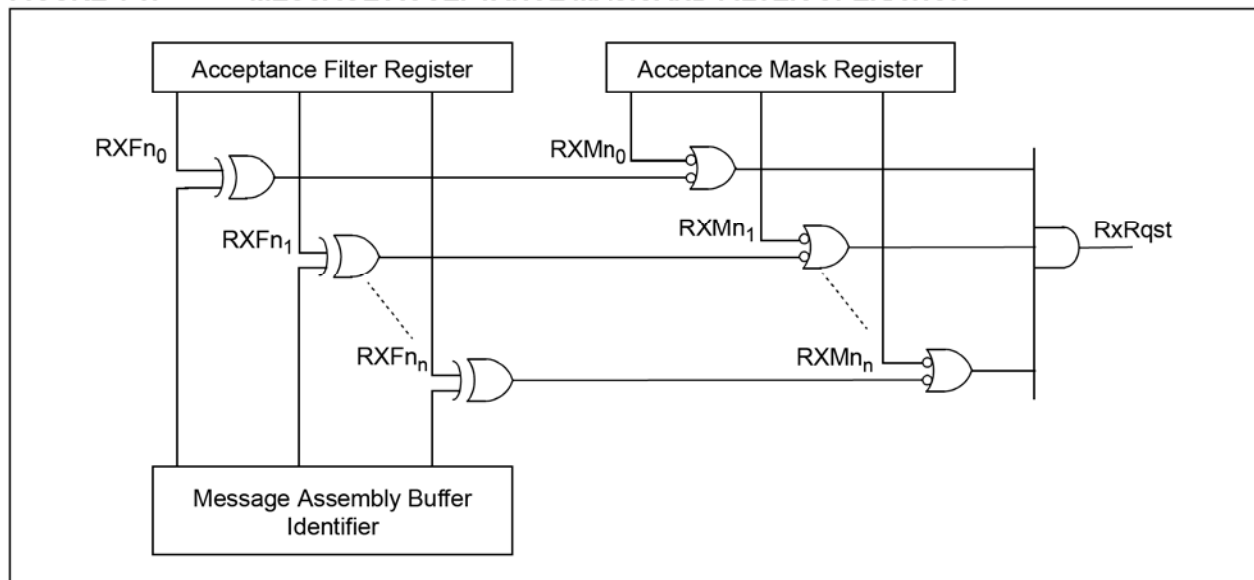 Acceptance Filter Register
Acceptance Mask Register
RXFn0
RXMn0
RXFn1
RXMn1
RxRqst
RXFnn
RXMnn
Message Assembly Buffer
Identifier